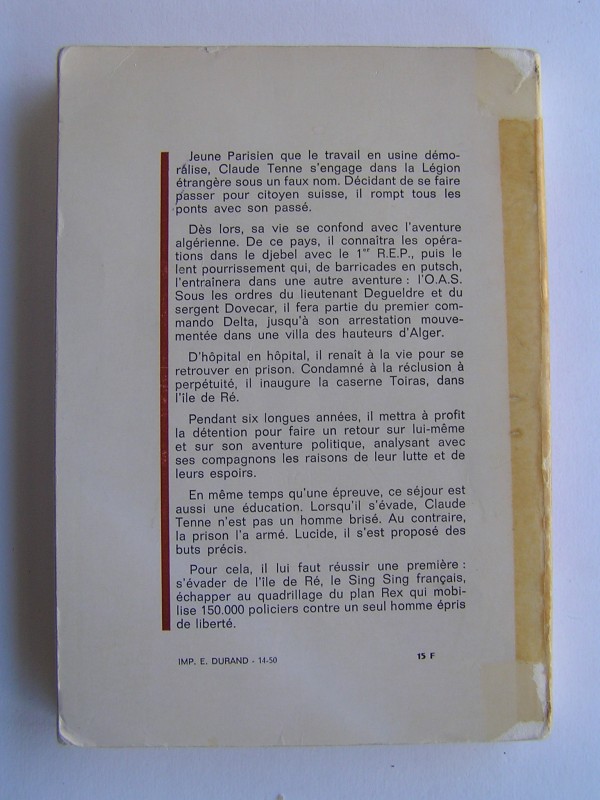 Jeune Parisien que le travail en usine démo-
ralise, Claude Tenne s'engage dans la Légion
étrangère sous un faux nom. Décidant de se faire
passer pour citoyen suisse, il rompt tous les
ponts avec son passé.
Dès lors, sa vie se confond avec l'aventure
algérienne. De ce pays, il connaîtra les opéra-
tions dans le djebel avec le 1er R.E.P., puis le
lent pourrissement qui, de barricades en putsch,
l'entraînera dans une autre aventure : l'O.A.S.
Sous les ordres du lieutenant Degueldre et du
sergent Dovecar, il fera partie du premier com-
mando Delta, jusqu'à son arrestation mouve-
mentée dans une villa des hauteurs d'Alger.
D'hôpital en hôpital, il renaît à la vie pour se
retrouver en prison. Condamné à la réclusion à
perpétuité, il inaugure la caserne Toiras, dans
l'île de Ré.
Pendant six longues années, il mettra à profit
la détention pour faire un retour sur lui-même
et sur son aventure politique, analysant avec
ses compagnons les raisons de leur lutte et de
leurs espoirs.
En même temps qu'une épreuve, ce séjour est
aussi une éducation. Lorsqu'il s'évade, Claude
Tenne n'est pas un homme brisé. Au contraire,
la prison l'a armé. Lucide, il s'est proposé des
buts précis.
Pour cela, il lui faut réussir une première :
s'évader de l'île de Ré, le Sing Sing français,
échapper au quadrillage du plan Rex qui mobi-
lise 150.000 policiers contre un seul homme épris
de liberté.
IMP. E. DURAND - 14-50
15 F